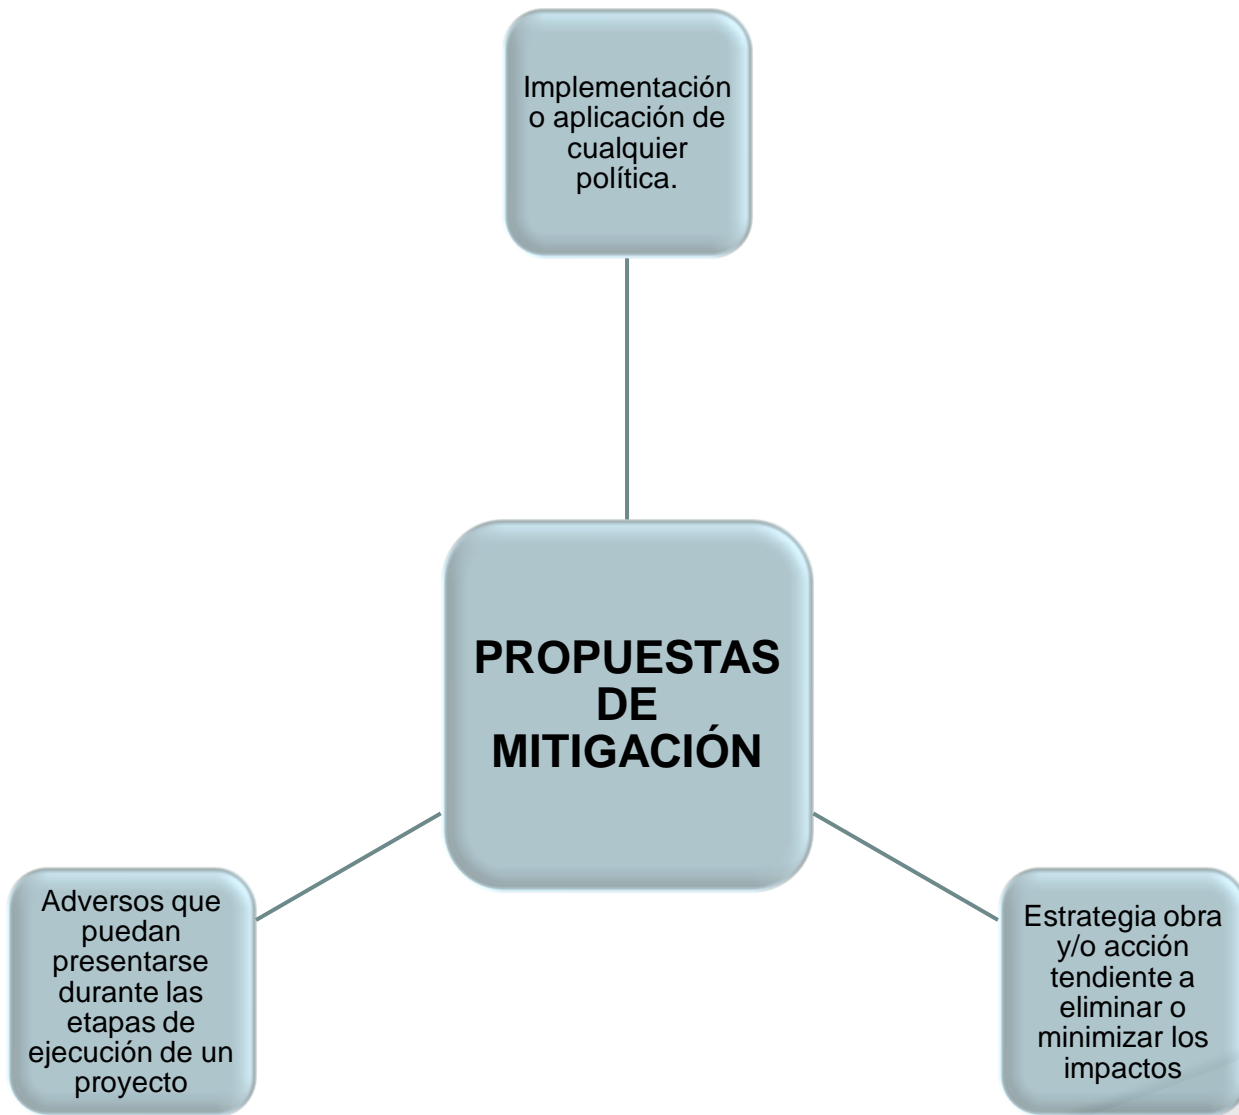 Implementación
o aplicación de
cualquier
política.
PROPUESTAS
DE
MITIGACIÓN
Estrategia obra
y/o acción
tendiente a
eliminar o
minimizar los
impactos
Adversos que
puedan
presentarse
durante las
etapas de
ejecución de un
proyecto